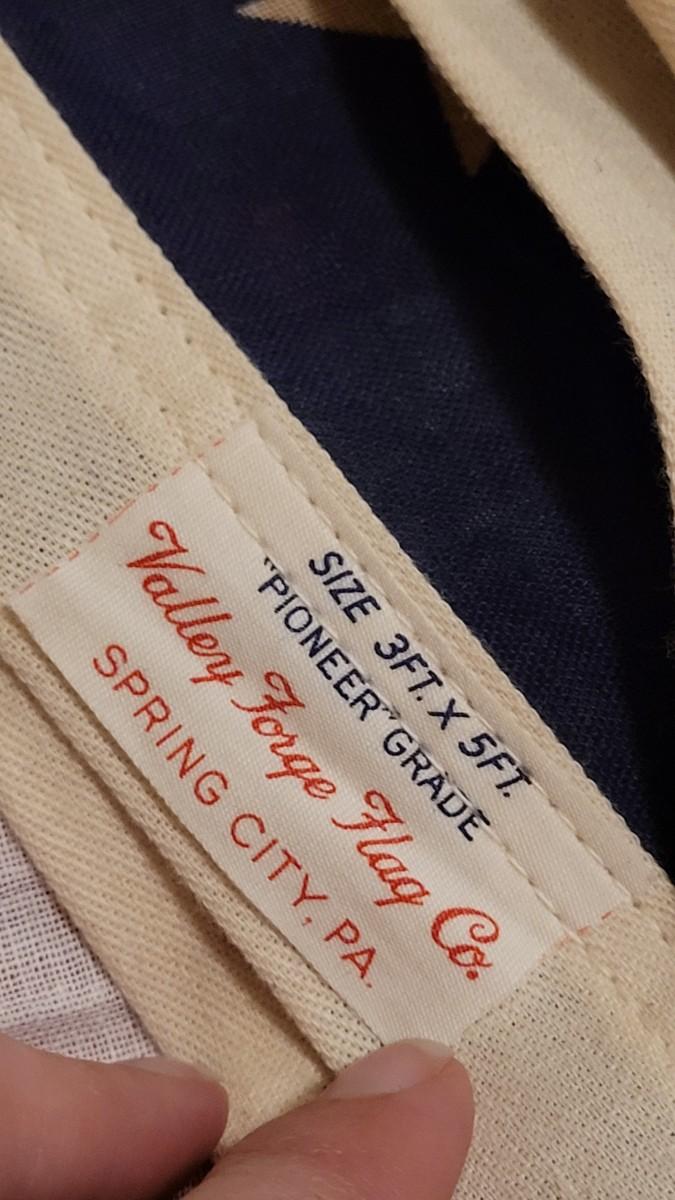 SIZE 3FT. X 5FT.
"PIONEER" GRADE
Valley Forge Flag Co.
SPRING CITY, PA.